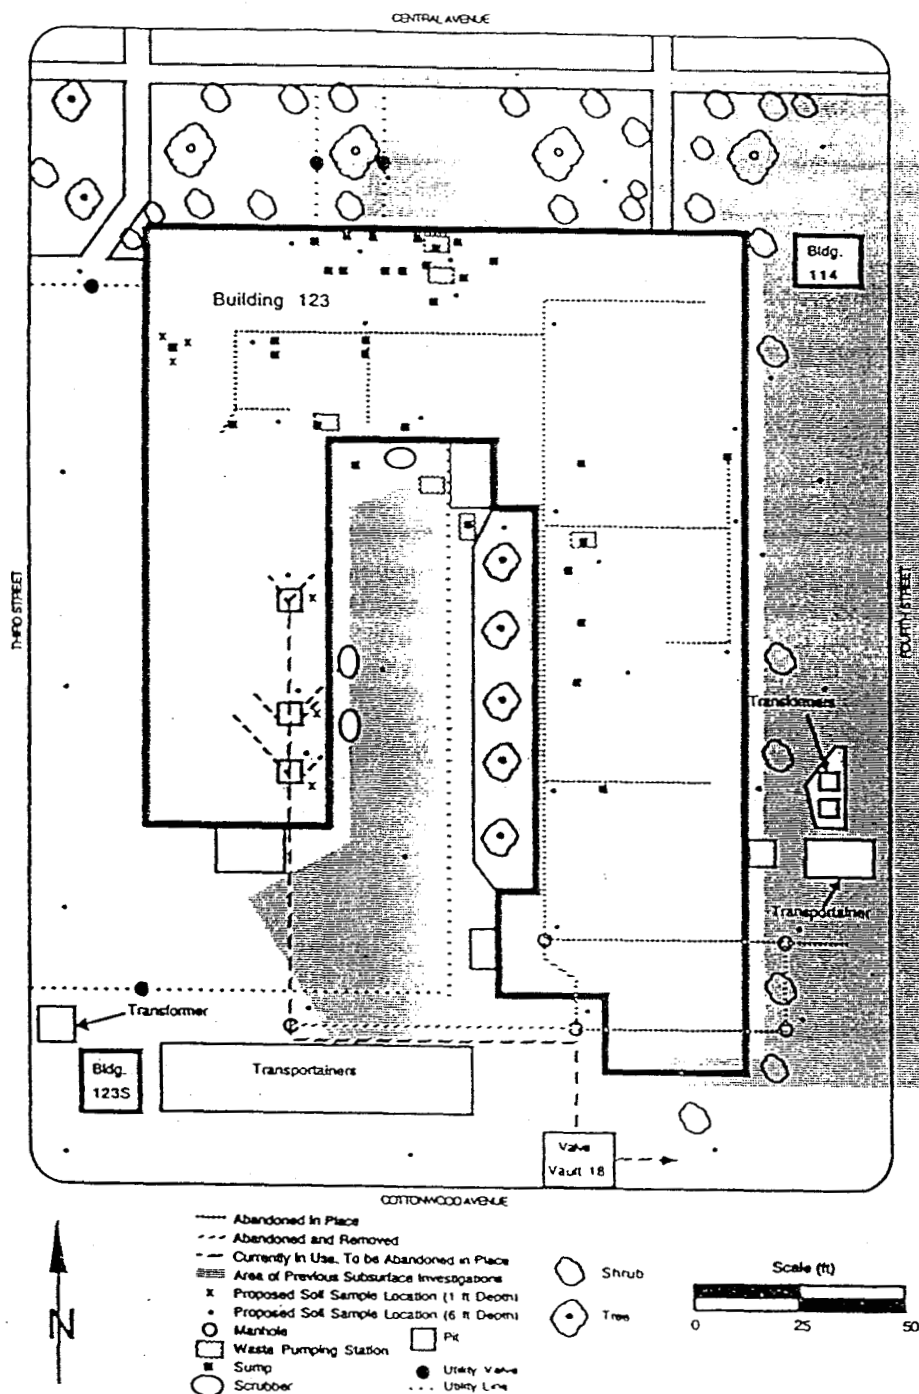 CENTRAL AVENUE
Bldg.
114
Building 123
THIRD STREET
FOURTH STREET
Transformers
Transportainer
Transformer
Bldg.
123S
Transportainers
Valve
Vault 18
COTTONWOOD AVENUE
Abandoned In Place
Abandoned and Removed
Currently In Use, To be Abandoned in Place
Area of Previous Subsurface Investigations
Proposed Soil Sample Location (1 ft Depth)
Proposed Soil Sample Location (6 ft Depth)
Manhole
Pit
Waste Pumping Station
Sump
Utility Valve
Scrubber
Utility Line
Shrub
Tree
Scale (ft)
0 25 50
N